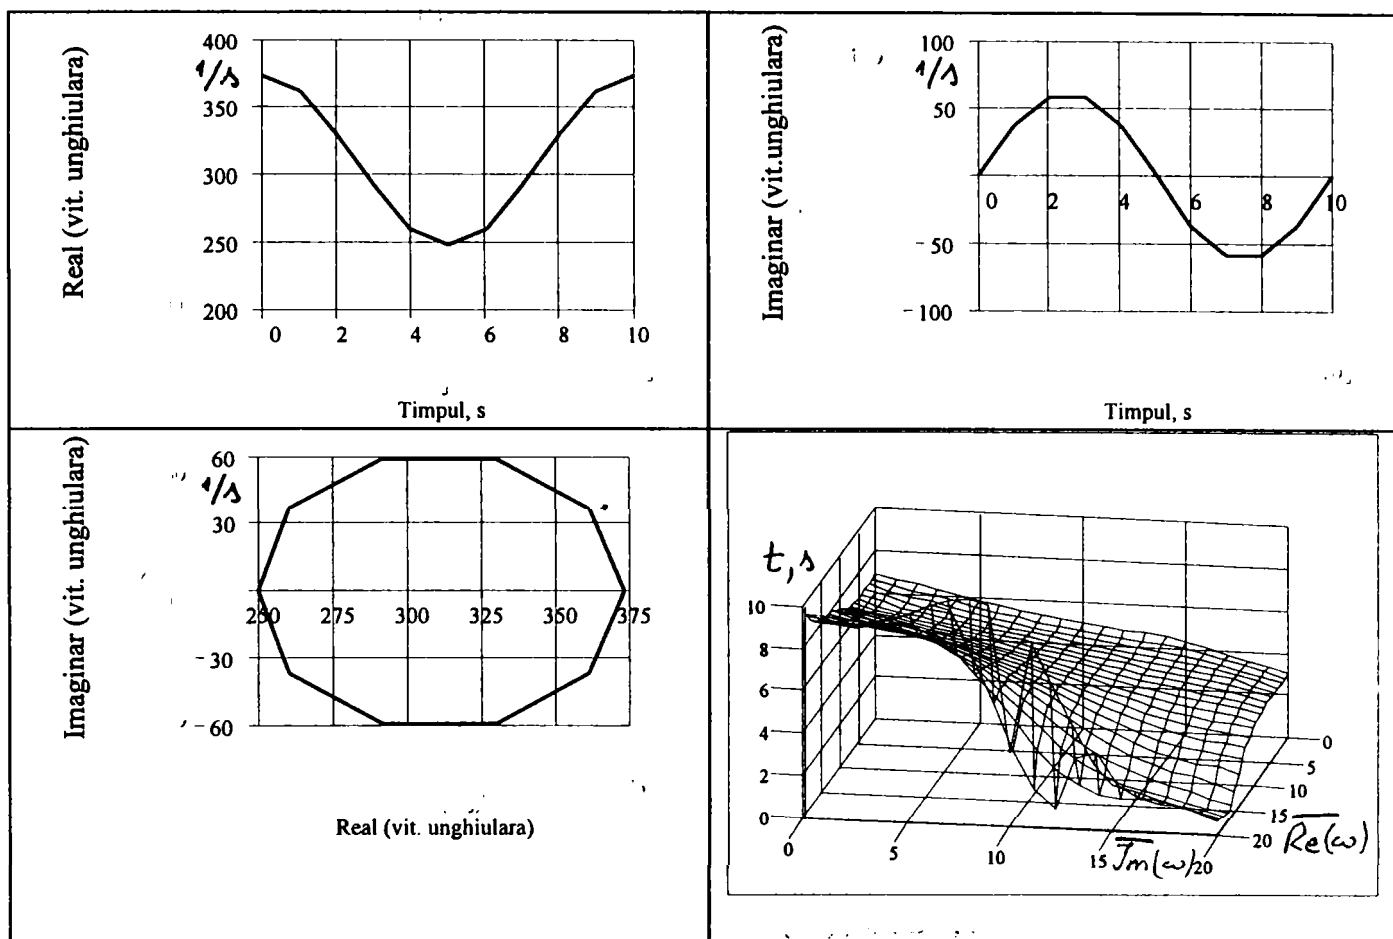 Real (vit. unghiulara)
1/s
400
350
300
250
200
0 2 4 6 8 10
Timpul, s
Imaginar (vit.unghiulara)
1/s
100
50
-50
-100
0 2 4 6 8 10
Timpul, s
Imaginar (vit. unghiulara)
1/s
60
30
-30
-60
250 275 300 325 350 375
Real (vit. unghiulara)
t, s
10
8
6
4
2
0
0 5 10 15 20
Im(ω)
0
5
10
15
20
Re(ω)